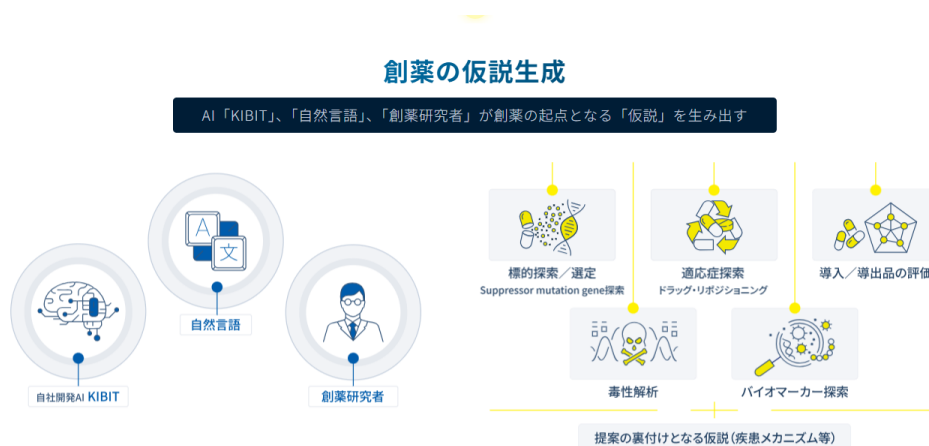 創薬の仮説生成
AI「KIBIT」、「自然言語」、「創薬研究者」が創薬の起点となる「仮説」を生み出す
A
文
自然言語
自社開発AI KIBIT
創薬研究者
標的探索／選定
Suppressor mutation gene探索
適応症探索
ドラッグ・リポジショニング
導入／導出品の評価
毒性解析
バイオマーカー探索
提案の裏付けとなる仮説(疾患メカニズム等)